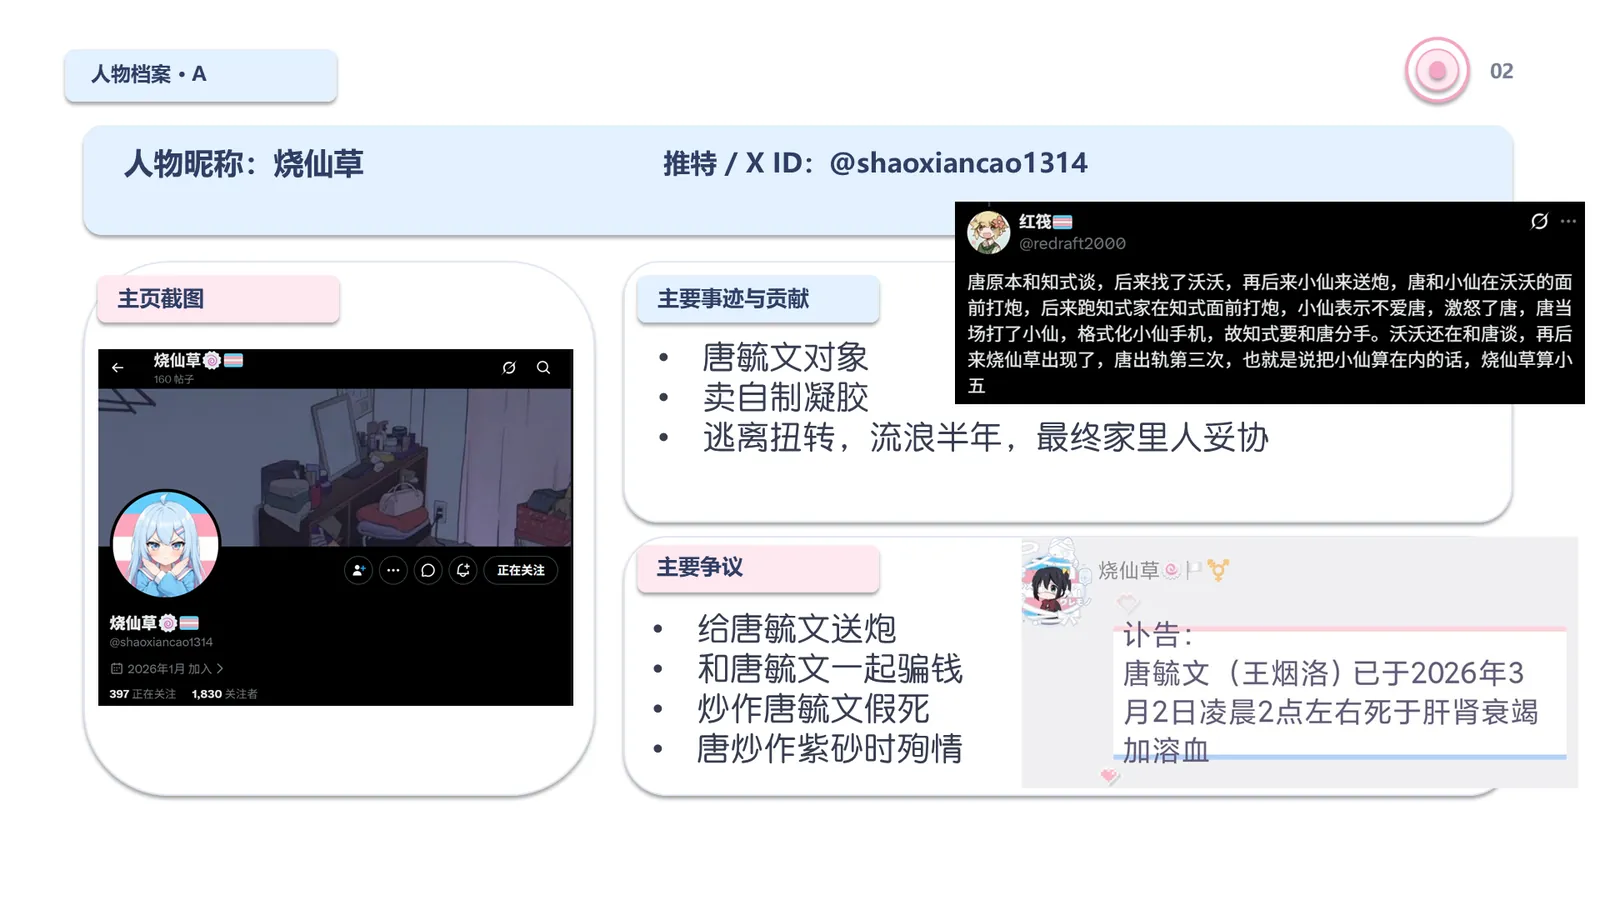 人物档案·A
02
人物昵称：烧仙草
推特 / X ID：@shaoxiancao1314
红筏
@redraft2000
唐原本和知式谈，后来找了沃沃，再后来小仙来送炮，唐和小仙在沃沃的面
前打炮，后来跑知式家在知式面前打炮，小仙表示不爱唐，激怒了唐，唐当
场打了小仙，格式化小仙手机，故知式要和唐分手。沃沃还在和唐谈，再后
来烧仙草出现了，唐出轨第三次，也就是说把小仙算在内的话，烧仙草算小
五
主页截图
烧仙草
160 帖子
正在关注
烧仙草
@shaoxiancao1314
2026年1月 加入
397 正在关注 1,830 关注者
主要事迹与贡献
• 唐毓文对象
• 卖自制凝胶
• 逃离扭转，流浪半年，最终家里人妥协
主要争议
• 给唐毓文送炮
• 和唐毓文一起骗钱
• 炒作唐毓文假死
• 唐炒作紫砂时殉情
烧仙草
讣告：
唐毓文（王烟洛）已于2026年3
月2日凌晨2点左右死于肝肾衰竭
加溶血